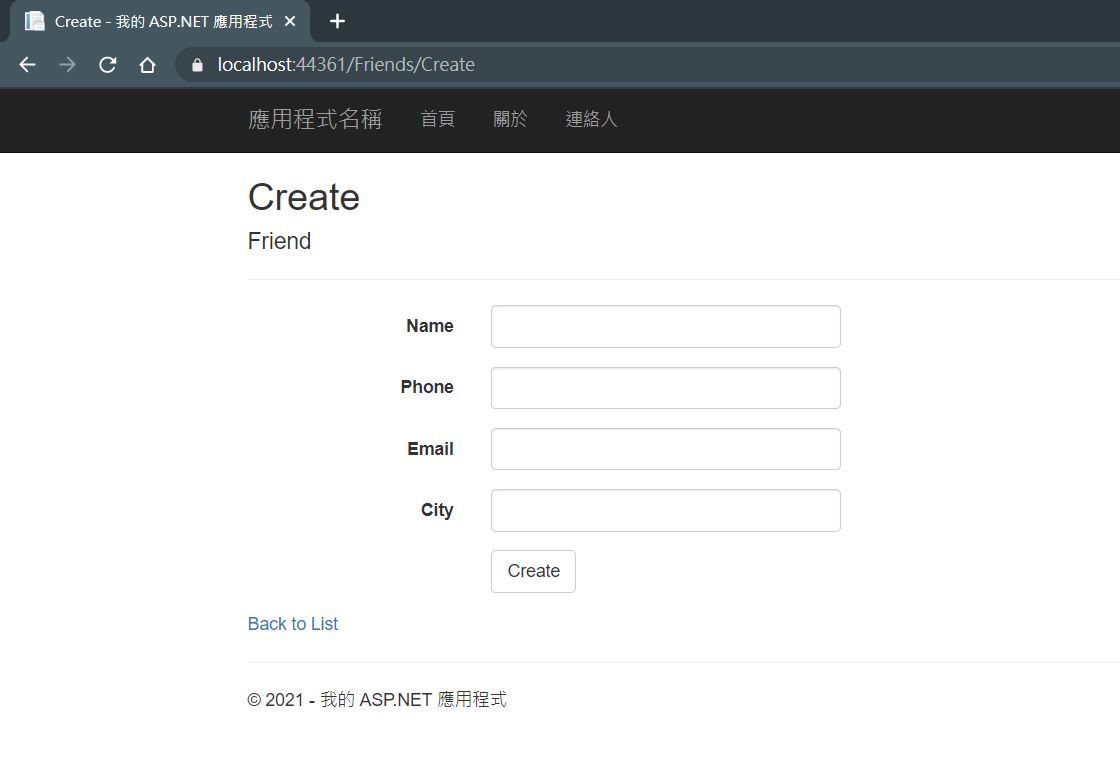 Create - 我的 ASP.NET 應用程式
localhost:44361/Friends/Create
應用程式名稱 首頁 關於 連絡人
Create
Friend
Name
Phone
Email
City
Create
Back to List
© 2021 - 我的 ASP.NET 應用程式